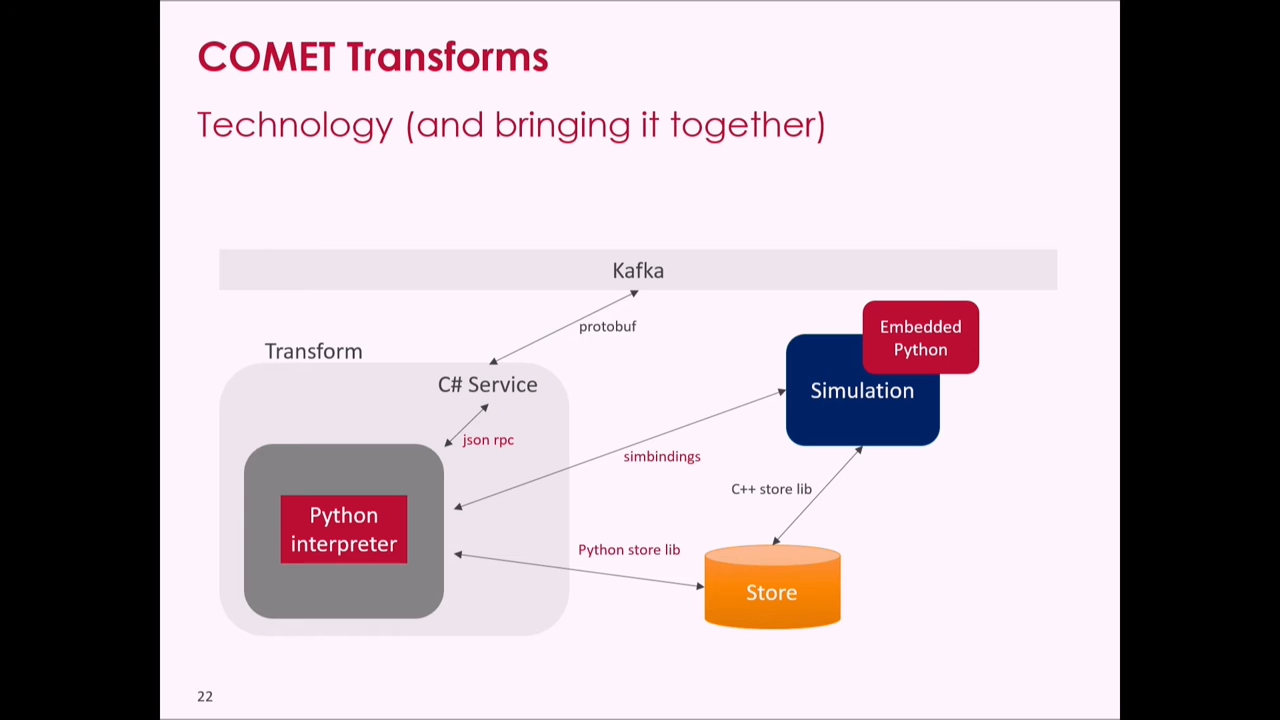 COMET Transforms
Technology (and bringing it together)
Kafka
protobuf
Embedded
Python
Transform
C# Service
Simulation
json rpc
simbindings
C++ store lib
Python
interpreter
Python store lib
Store
22